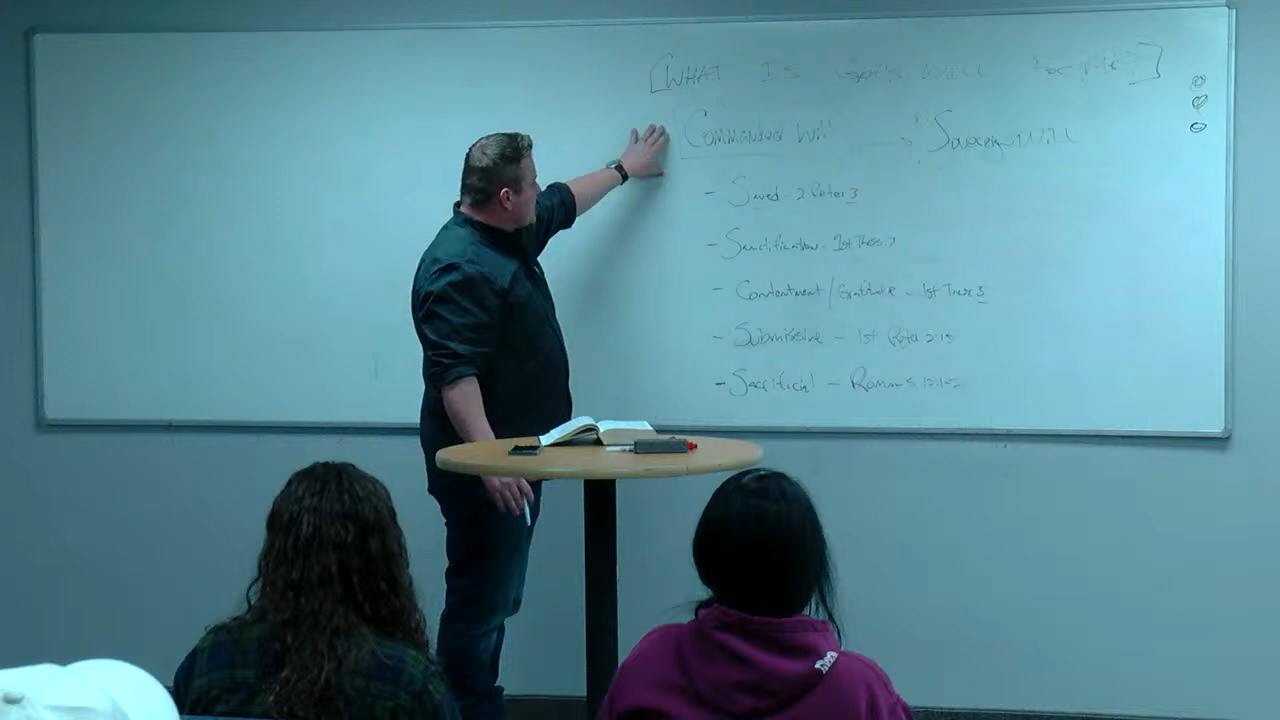 [WHAT IS God's Will for Me?]
Commanded Will Sovereign Will
- Saved - 2 Peter 3
- Sanctification - 1st Thess.
- Contentment/Gratitude - 1st Thess 5
- Submissive - 1st Peter 2:15
- Sacrificial - Romans 12:1-2